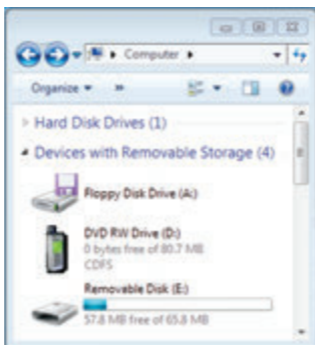 Computer
Organize
Hard Disk Drives (1)
Devices with Removable Storage (4)
Floppy Disk Drive (A:)
DVD RW Drive (D:)
0 bytes free of 80.7 MB
CDFS
Removable Disk (E:)
57.8 MB free of 65.8 MB